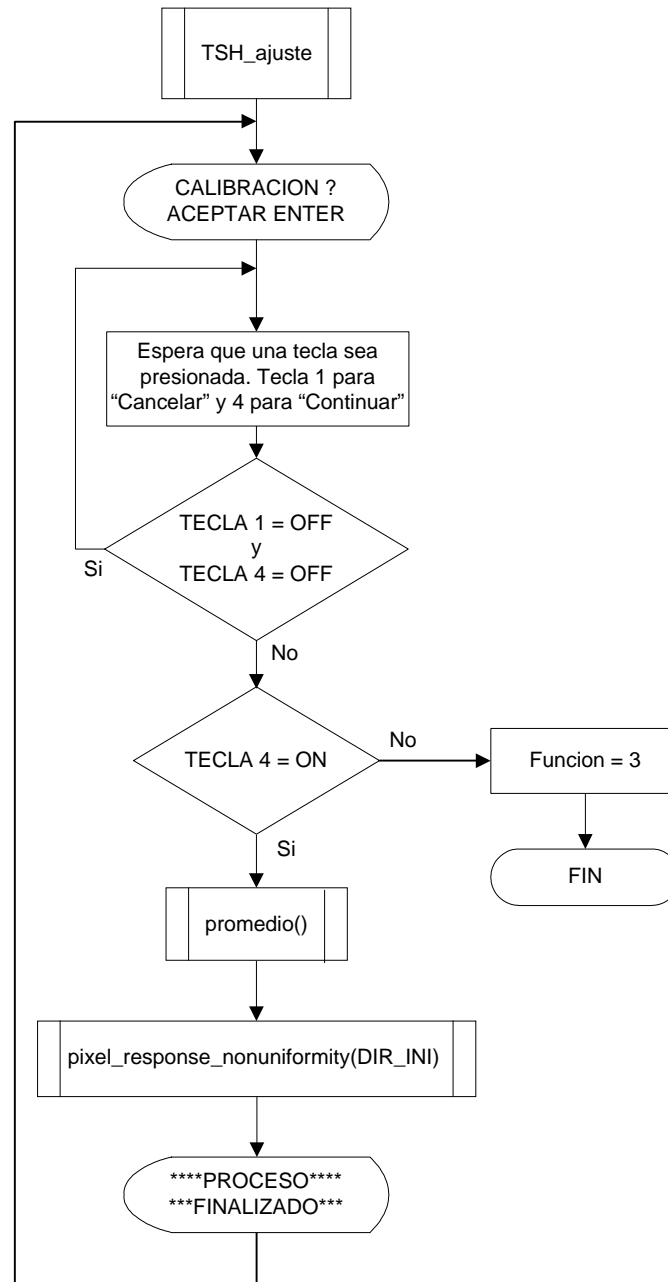 TSH_ajuste
CALIBRACION ?
ACEPTAR ENTER
Espera que una tecla sea
presionada. Tecla 1 para
“Cancelar” y 4 para “Continuar”
TECLA 1 = OFF
y
TECLA 4 = OFF
Si
No
TECLA 4 = ON
No
Funcion = 3
Si
FIN
promedio()
pixel_response_nonuniformity(DIR_INI)
****PROCESO****
***FINALIZADO***